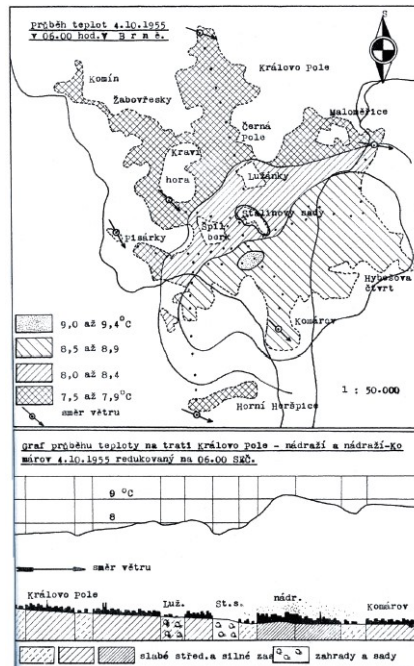 průběh teplot 4.10.1955
v 06.00 hod.v B r n ě.
S
Komín
Žabovřesky
Královo Pole
Maloměřice
Černá
Pole
Kraví
hora
Lužánky
Stalinovy sady
Pisárky
Špil-
berk
Hybešova
čtvrť
Komárov
9,0 až 9,4°C
8,5 až 8,9
8,0 až 8,4
7,5 až 7,9°C
směr větru
Horní Heršpice
1 : 50.000
graf průběhu teploty na trati Královo Pole - nádraží a nádraží-Ko
márov 4.10.1955 redukovaný na 06.00 SEČ.
9 °C
8
směr větru
Královo Pole
Luž.
St.s.
nádr.
Komárov
slabé střed.a silné zas
zahrady a sady